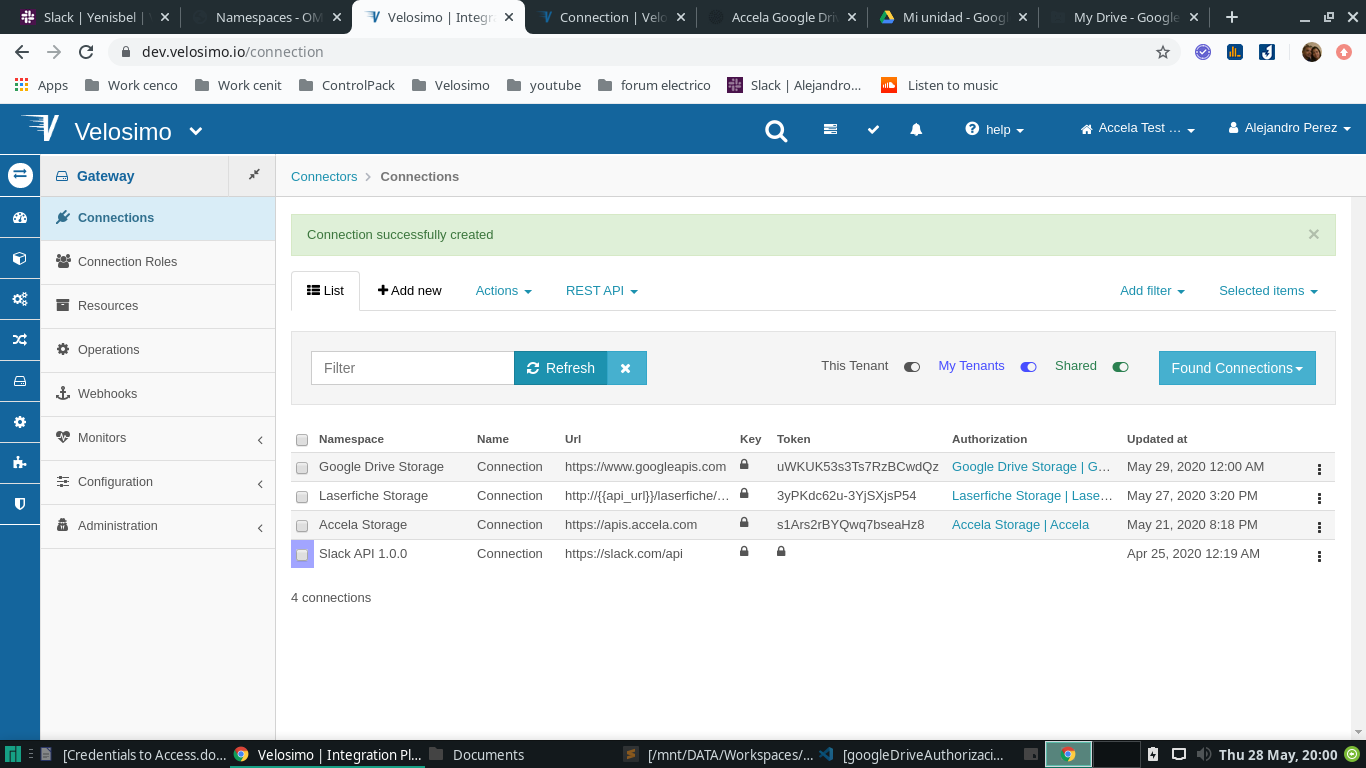 Slack | Yenisbel |
Namespaces - OM
Velosimo | Integr
Connection | Velo
Accela Google Dri
Mi unidad - Googl
My Drive - Google
dev.velosimo.io/connection
Apps
Work cenco
Work cenit
ControlPack
Velosimo
youtube
forum electrico
Slack | Alejandro...
Listen to music
Velosimo
help
Accela Test ...
Alejandro Perez
Gateway
Connectors
Connections
Connections
Connection Roles
Resources
Operations
Webhooks
Monitors
Configuration
Administration
Connection successfully created
×
List
Add new
Actions
REST API
Add filter
Selected items
Filter
Refresh
This Tenant
My Tenants
Shared
Found Connections
Namespace Name Url Key Token Authorization Updated at
Google Drive Storage Connection https://www.googleapis.com uWKUK53s3Ts7RzBCwdQz Google Drive Storage | G... May 29, 2020 12:00 AM
Laserfiche Storage Connection http://{{api_url}}/laserfiche/... 3yPKdc62u-3YjSXjsP54 Laserfiche Storage | Lase... May 27, 2020 3:20 PM
Accela Storage Connection https://apis.accela.com s1Ars2rBYQwq7bseaHz8 Accela Storage | Accela May 21, 2020 8:18 PM
Slack API 1.0.0 Connection https://slack.com/api Apr 25, 2020 12:19 AM
4 connections
[Credentials to Access.do...
Velosimo | Integration Pl...
Documents
[/mnt/DATA/Workspaces/...
[googleDriveAuthorizaci...
Thu 28 May, 20:00